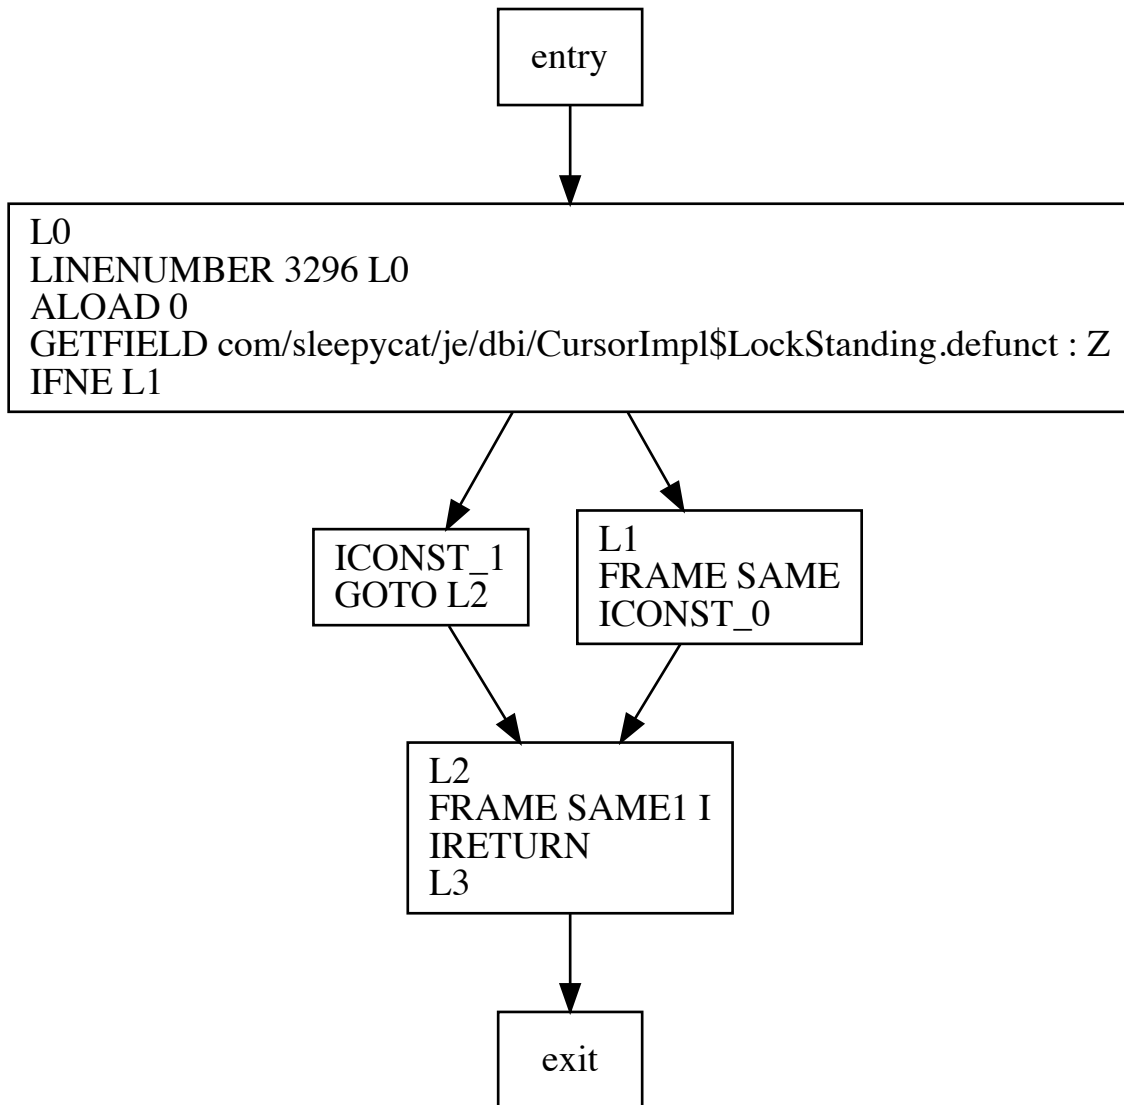 entry
L0
LINENUMBER 3296 L0
ALOAD 0
GETFIELD com/sleepycat/je/dbi/CursorImpl$LockStanding.defunct : Z
IFNE L1
ICONST_1
GOTO L2
L1
FRAME SAME
ICONST_0
L2
FRAME SAME1 I
IRETURN
L3
exit